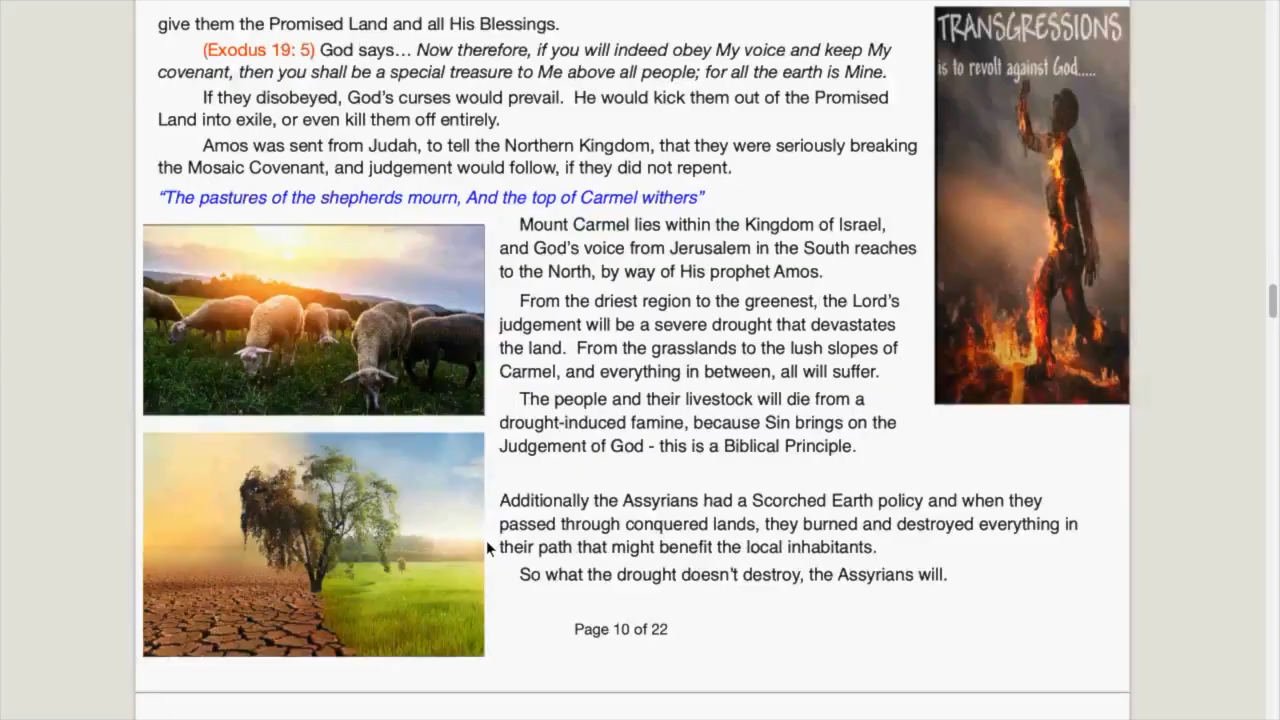 give them the Promised Land and all His Blessings.
(Exodus 19: 5) God says… Now therefore, if you will indeed obey My voice and keep My
covenant, then you shall be a special treasure to Me above all people; for all the earth is Mine.
If they disobeyed, God’s curses would prevail.  He would kick them out of the Promised
Land into exile, or even kill them off entirely.
Amos was sent from Judah, to tell the Northern Kingdom, that they were seriously breaking
the Mosaic Covenant, and judgement would follow, if they did not repent.
“The pastures of the shepherds mourn, And the top of Carmel withers”
Mount Carmel lies within the Kingdom of Israel,
and God’s voice from Jerusalem in the South reaches
to the North, by way of His prophet Amos.
From the driest region to the greenest, the Lord’s
judgement will be a severe drought that devastates
the land.  From the grasslands to the lush slopes of
Carmel, and everything in between, all will suffer.
The people and their livestock will die from a
drought-induced famine, because Sin brings on the
Judgement of God - this is a Biblical Principle.
Additionally the Assyrians had a Scorched Earth policy and when they
passed through conquered lands, they burned and destroyed everything in
their path that might benefit the local inhabitants.
So what the drought doesn’t destroy, the Assyrians will.
Page 10 of 22
TRANSGRESSIONS
is to revolt against God.....